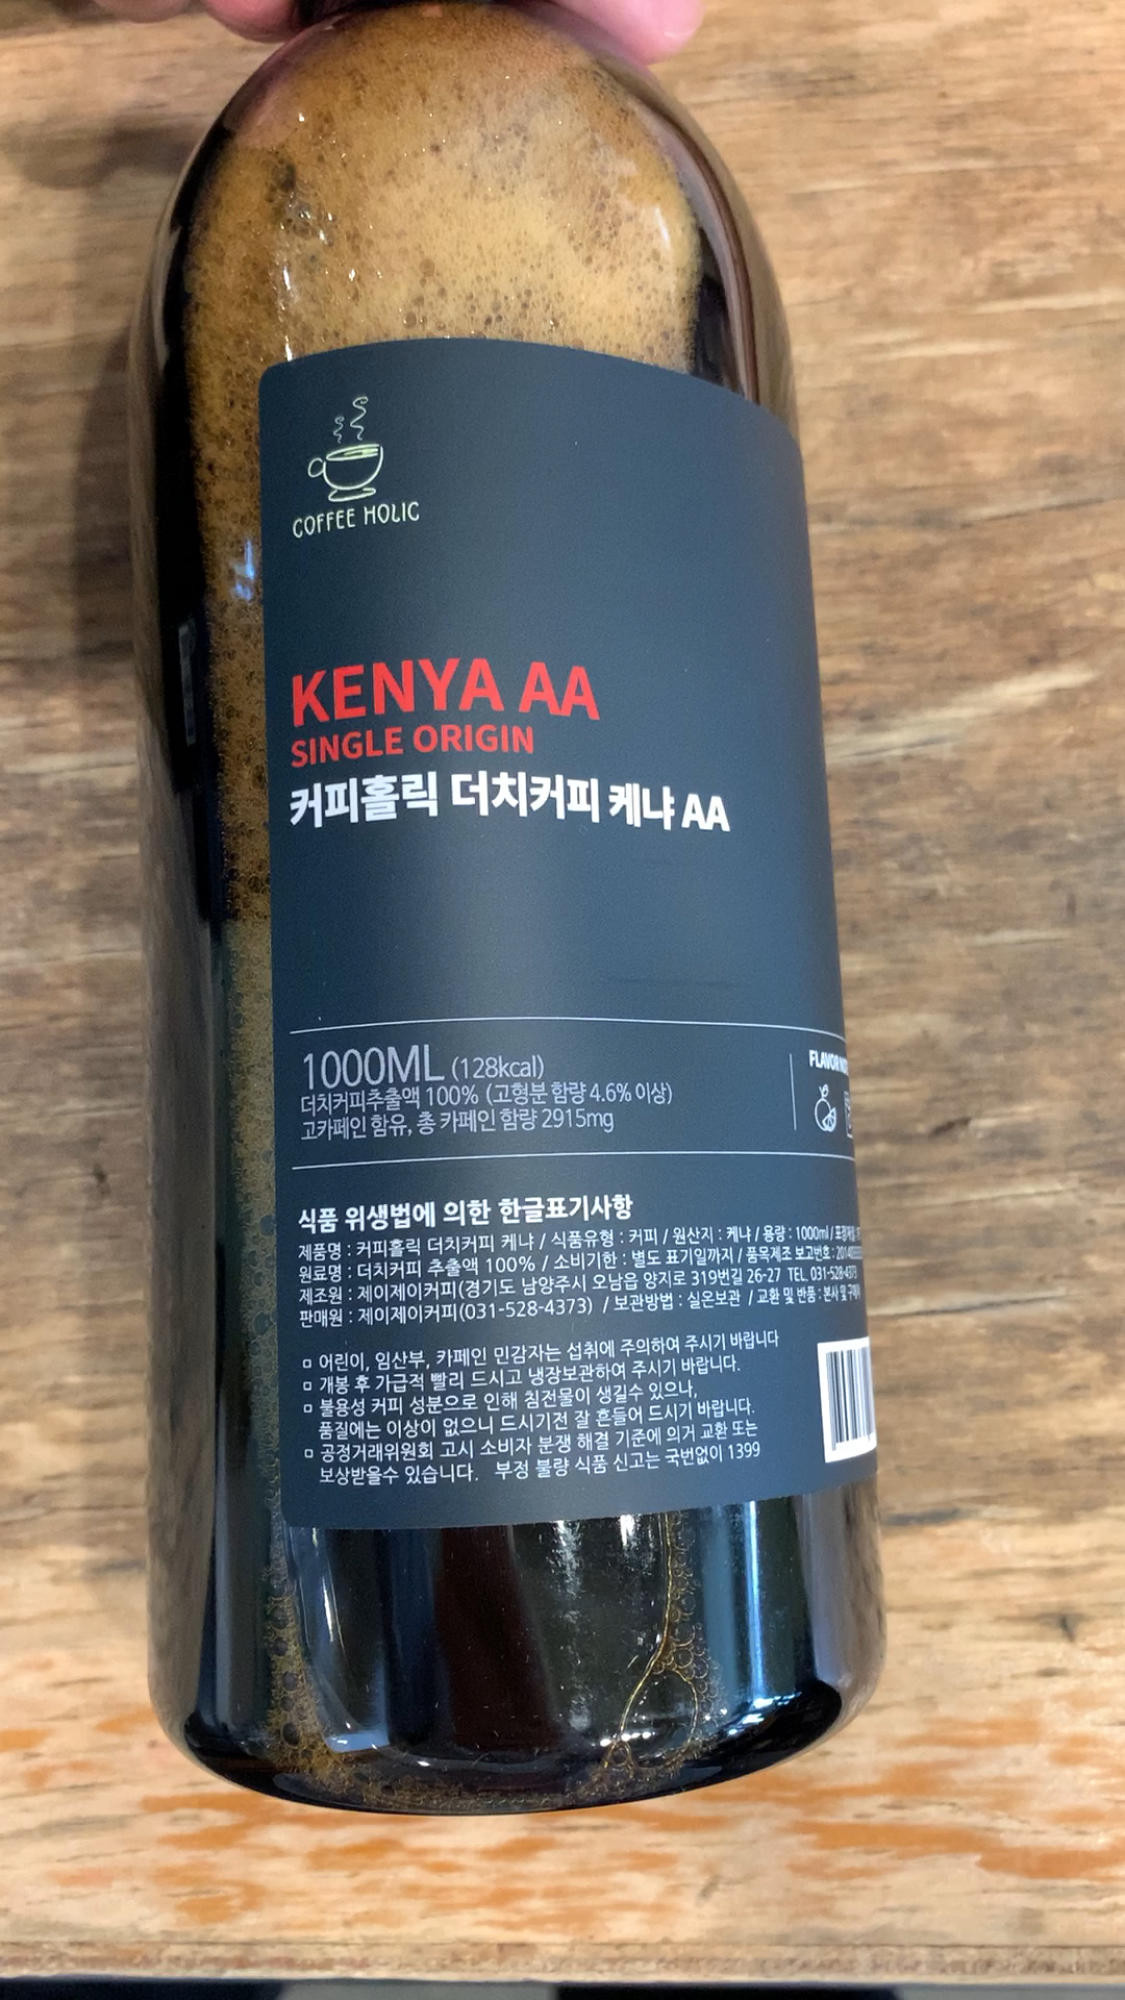 COFFEE HOLIC
KENYA AA
SINGLE ORIGIN
커피홀릭 더치커피 케냐 AA
1000ML (128kcal)
더치커피추출액 100% (고형분 함량 4.6% 이상)
고카페인 함유, 총 카페인 함량 2915mg
FLAVOR
식품 위생법에 의한 한글표기사항
제품명 : 커피홀릭 더치커피 케냐 / 식품유형 : 커피 / 원산지 : 케냐 / 용량 : 1000ml /
원료명 : 더치커피 추출액 100% / 소비기한 : 별도 표기일까지 / 품목제조 보고번호 :
제조원 : 제이제이커피(경기도 남양주시 오남읍 양지로 319번길 26-27 TEL. 031-528-4373
판매원 : 제이제이커피(031-528-4373) / 보관방법 : 실온보관 / 교환 및 반품 : 본사 및
▫ 어린이, 임산부, 카페인 민감자는 섭취에 주의하여 주시기 바랍니다
▫ 개봉 후 가급적 빨리 드시고 냉장보관하여 주시기 바랍니다.
▫ 불용성 커피 성분으로 인해 침전물이 생길수 있으나,
품질에는 이상이 없으니 드시기전 잘 흔들어 드시기 바랍니다.
▫ 공정거래위원회 고시 소비자 분쟁 해결 기준에 의거 교환 또는
보상받을수 있습니다. 부정 불량 식품 신고는 국번없이 1399